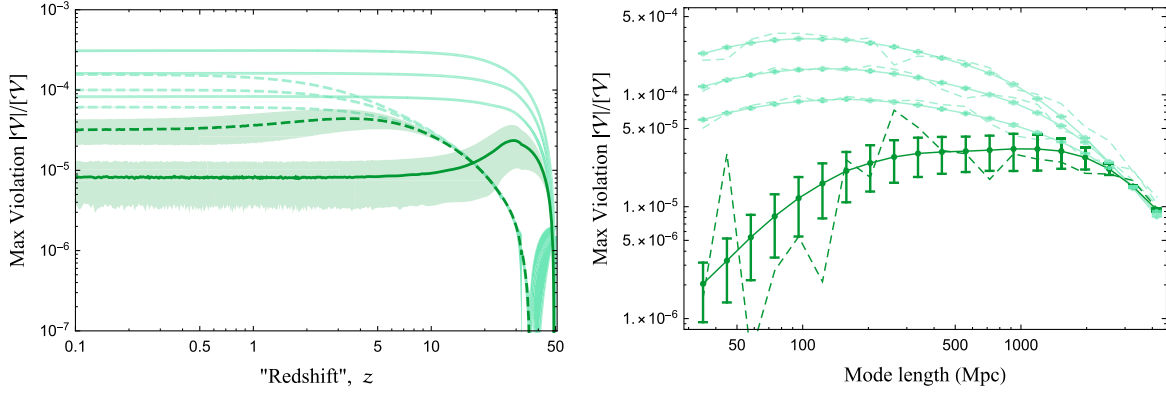 Max Violation |𝒱|/[𝒱]
10⁻³
10⁻⁴
10⁻⁵
10⁻⁶
10⁻⁷
0.1 0.5 1 5 10 50
"Redshift", z
Max Violation |𝒱|/[𝒱]
5.×10⁻⁴
1.×10⁻⁴
5.×10⁻⁵
1.×10⁻⁵
5.×10⁻⁶
1.×10⁻⁶
50 100 500 1000
Mode length (Mpc)